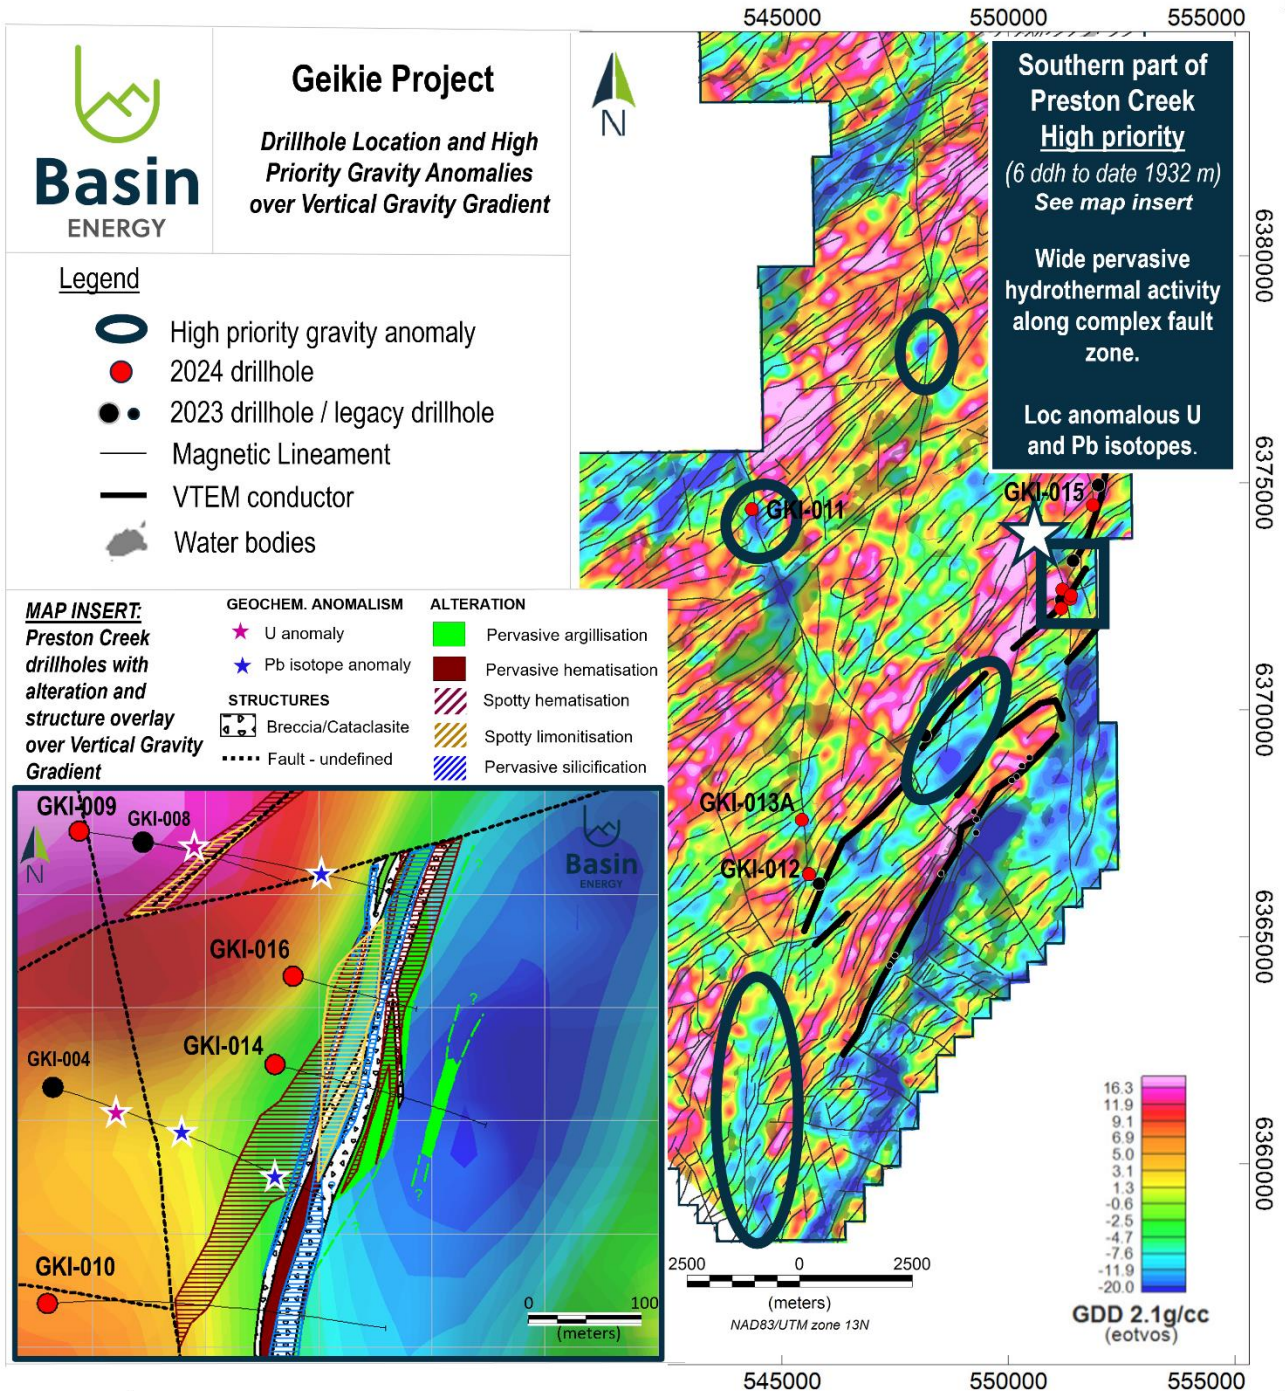 545000 550000 555000
Basin
ENERGY
Geikie Project
Drillhole Location and High
Priority Gravity Anomalies
over Vertical Gravity Gradient
N
Southern part of
Preston Creek
High priority
(6 ddh to date 1932 m)
See map insert
Wide pervasive
hydrothermal activity
along complex fault
zone.
Loc anomalous U
and Pb isotopes.
Legend
High priority gravity anomaly
2024 drillhole
2023 drillhole / legacy drillhole
Magnetic Lineament
VTEM conductor
Water bodies
6380000
6375000
6370000
6365000
6360000
GKI-011
GKI-015
GKI-013A
GKI-012
MAP INSERT:
Preston Creek
drillholes with
alteration and
structure overlay
over Vertical Gravity
Gradient
GEOCHEM. ANOMALISM
U anomaly
Pb isotope anomaly
STRUCTURES
Breccia/Cataclasite
Fault - undefined
ALTERATION
Pervasive argillisation
Pervasive hematisation
Spotty hematisation
Spotty limonitisation
Pervasive silicification
GKI-009
GKI-008
N
Basin
ENERGY
?
?
GKI-016
?
?
GKI-014
GKI-004
?
?
GKI-010
0 100
(meters)
2500 0 2500
(meters)
NAD83/UTM zone 13N
16.3
11.9
9.1
6.9
5.0
3.1
1.3
-0.6
-2.5
-4.7
-7.6
-11.9
-20.0
GDD 2.1g/cc
(eotvos)
545000 550000 555000